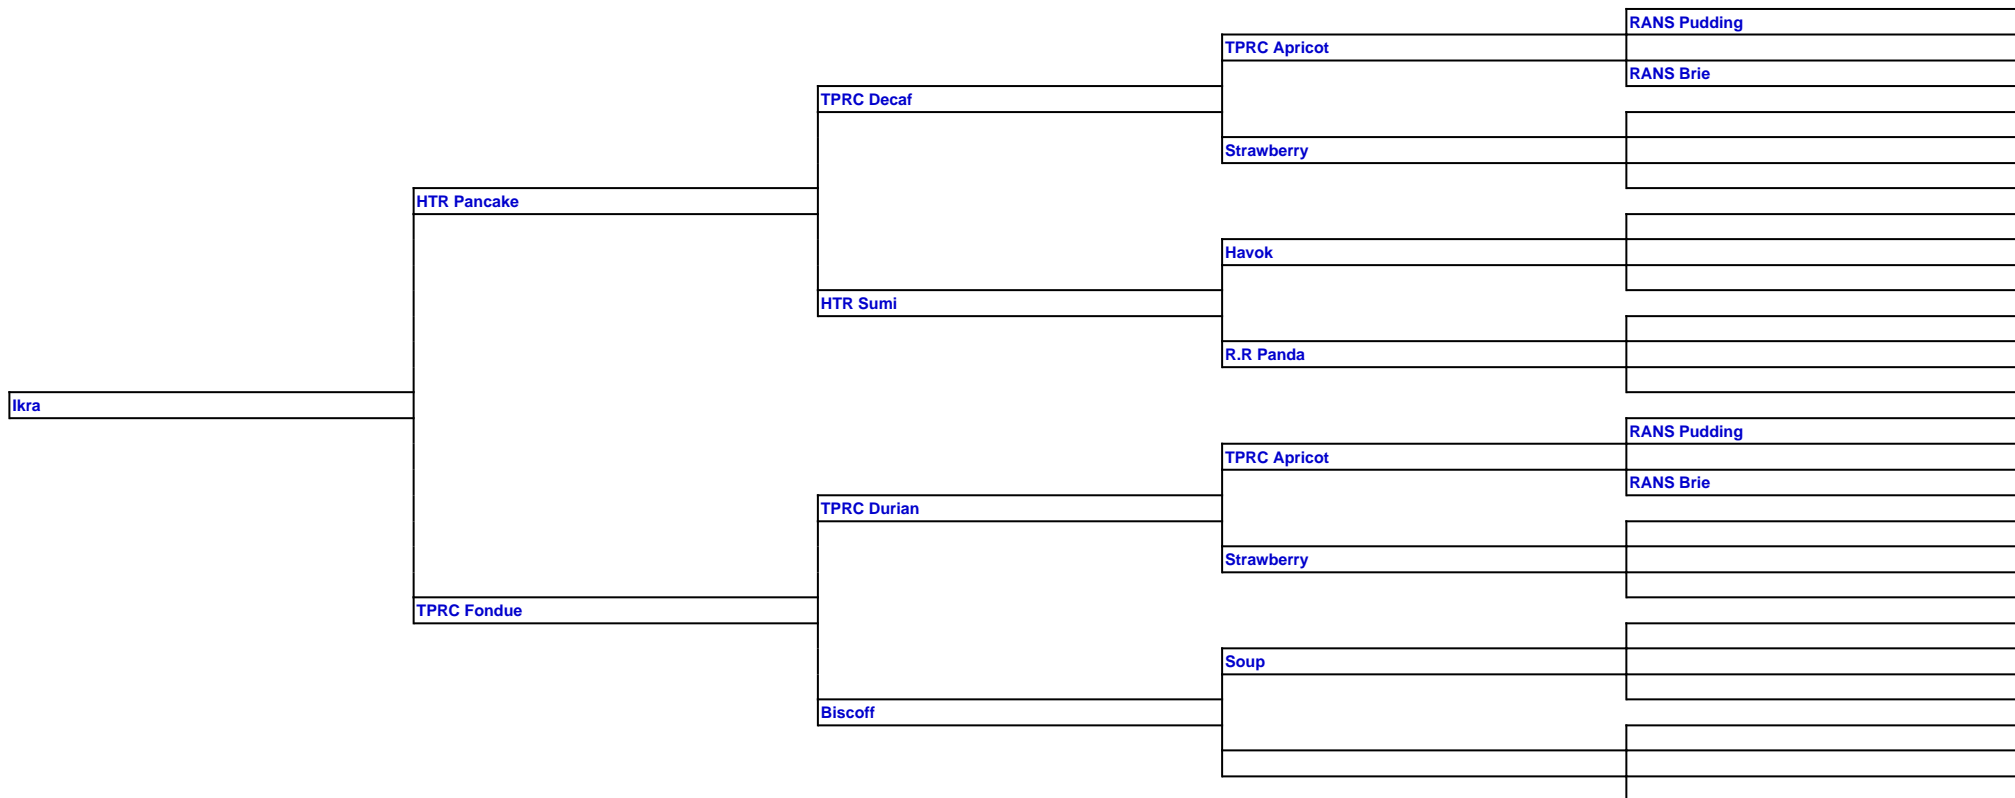 RANS Pudding
TPRC Apricot
RANS Brie
TPRC Decaf
Strawberry
HTR Pancake
Havok
HTR Sumi
R.R Panda
Ikra
RANS Pudding
TPRC Apricot
RANS Brie
TPRC Durian
Strawberry
TPRC Fondue
Soup
Biscoff